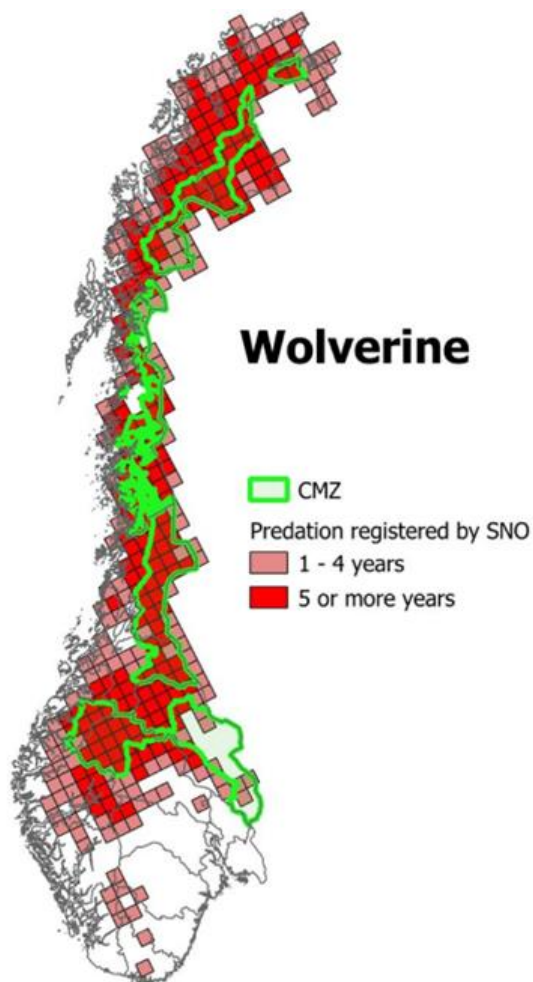 Wolverine
CMZ
Predation registered by SNO
1 - 4 years
5 or more years